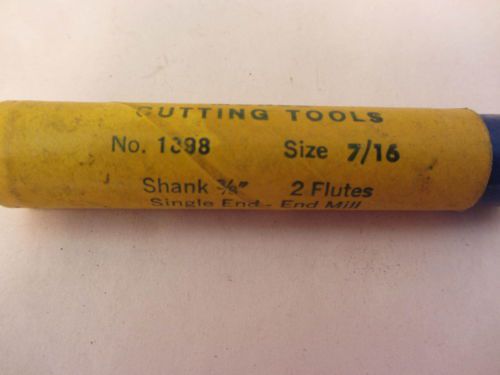 CUTTING TOOLS
No. 1398 Size 7/16
Shank 3/8" 2 Flutes
Single End - End Mill